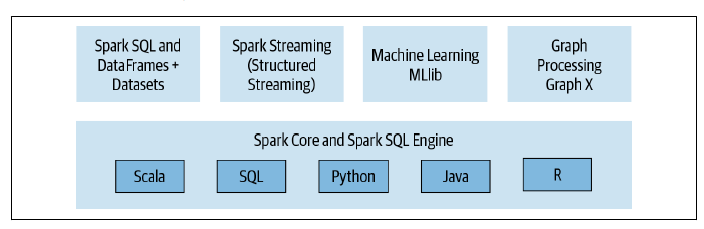 Spark SQL and
DataFrames +
Datasets
Spark Streaming
(Structured
Streaming)
Machine Learning
MLlib
Graph
Processing
Graph X
Spark Core and Spark SQL Engine
Scala
SQL
Python
Java
R